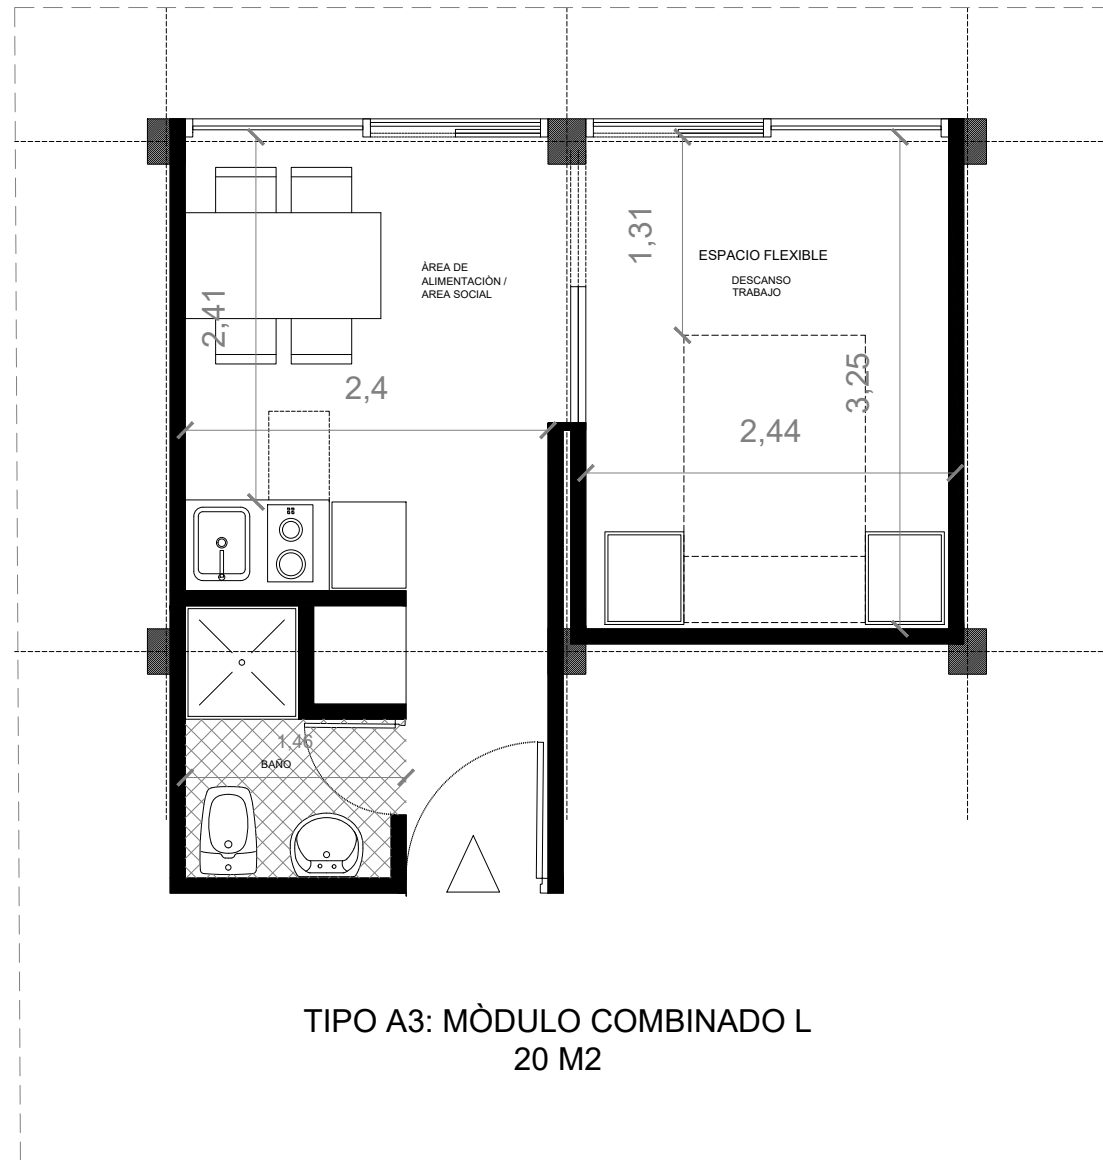 1,31
ESPACIO FLEXIBLE
DESCANSO
TRABAJO
ÀREA DE
ALIMENTACIÒN /
AREA SOCIAL
2,41
2,4
3,25
2,44
1,46
BAÑO
TIPO A3: MÒDULO COMBINADO L
20 M2